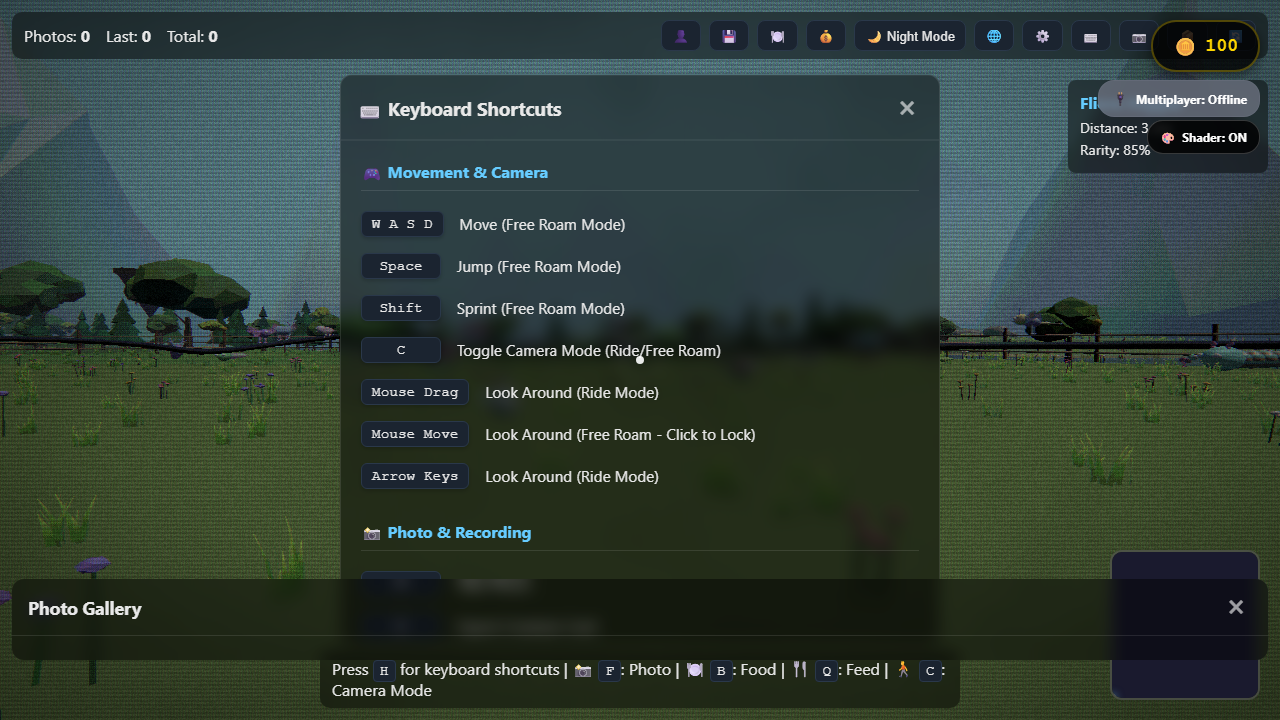 Photos: 0 Last: 0 Total: 0
Night Mode
100
Keyboard Shortcuts
Multiplayer: Offline
Distance: 3
Shader: ON
Rarity: 85%
Movement & Camera
W A S D Move (Free Roam Mode)
Space Jump (Free Roam Mode)
Shift Sprint (Free Roam Mode)
C Toggle Camera Mode (Ride/Free Roam)
Mouse Drag Look Around (Ride Mode)
Mouse Move Look Around (Free Roam - Click to Lock)
Arrow Keys Look Around (Ride Mode)
Photo & Recording
Photo Gallery
Press H for keyboard shortcuts | F: Photo | B: Food | Q: Feed | C:
Camera Mode